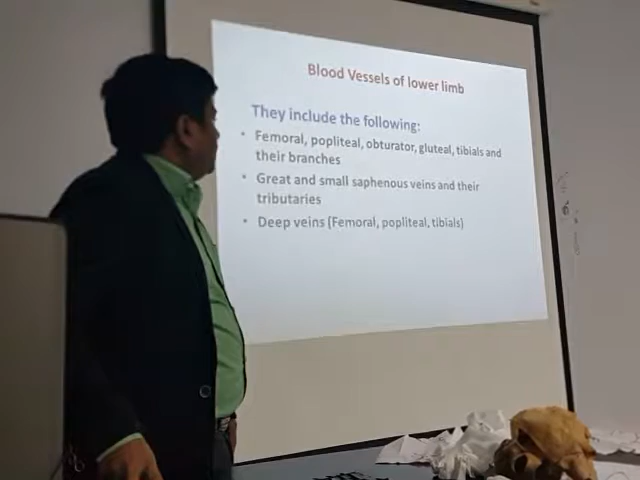 Blood Vessels of lower limb
They include the following:
• Femoral, popliteal, obturator, gluteal, tibials and
their branches
• Great and small saphenous veins and their
tributaries
• Deep veins (Femoral, popliteal, tibials)